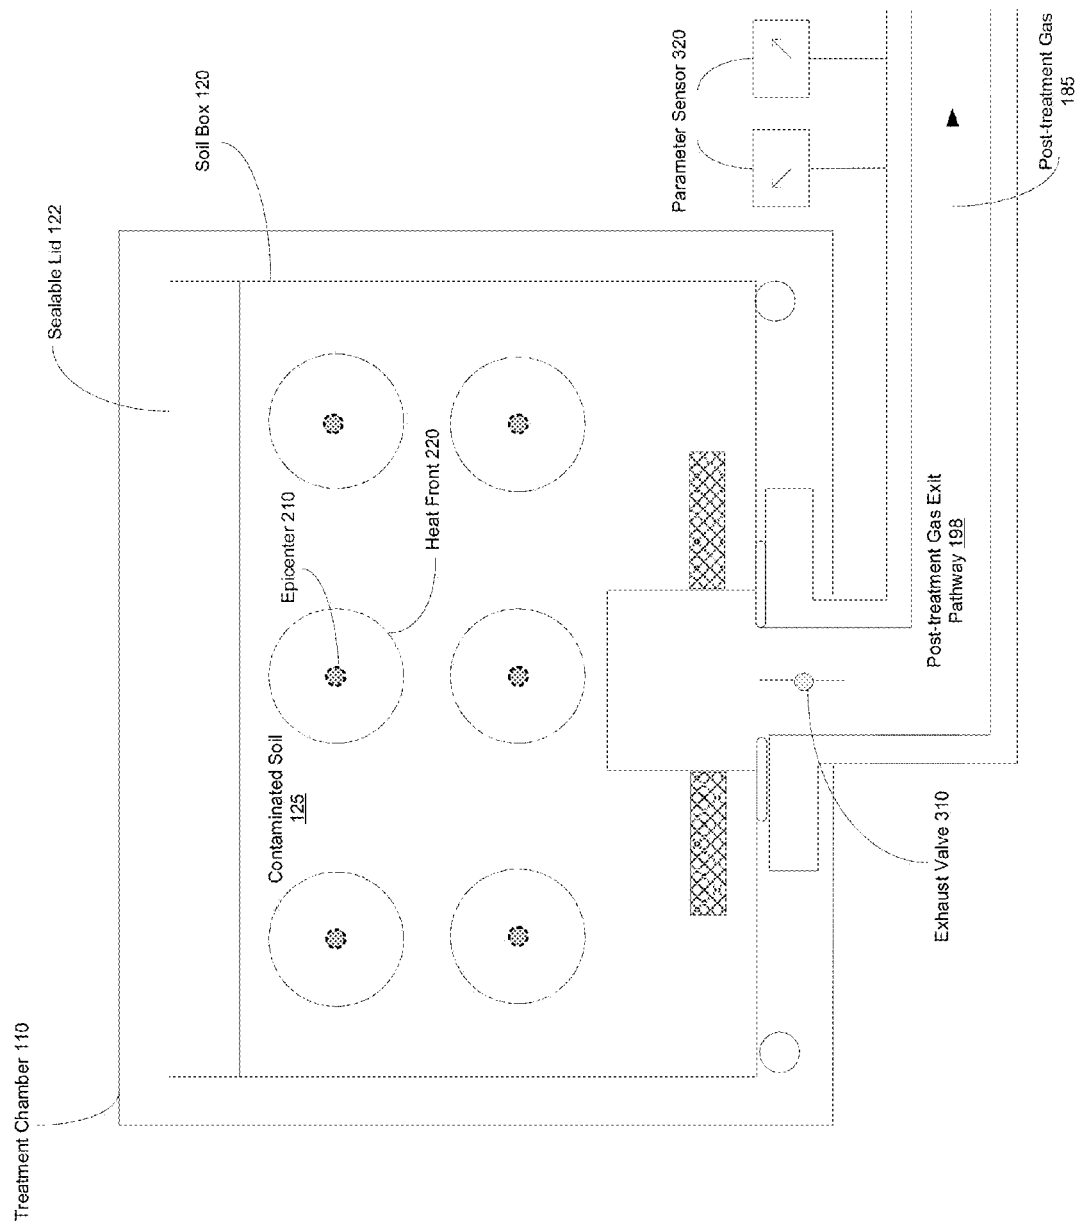 Treatment Chamber 110
Sealable Lid 122
Soil Box 120
Contaminated Soil
125
Epicenter 210
Heat Front 220
Parameter Sensor 320
Exhaust Valve 310
Post-treatment Gas Exit
Pathway 198
Post-treatment Gas
185